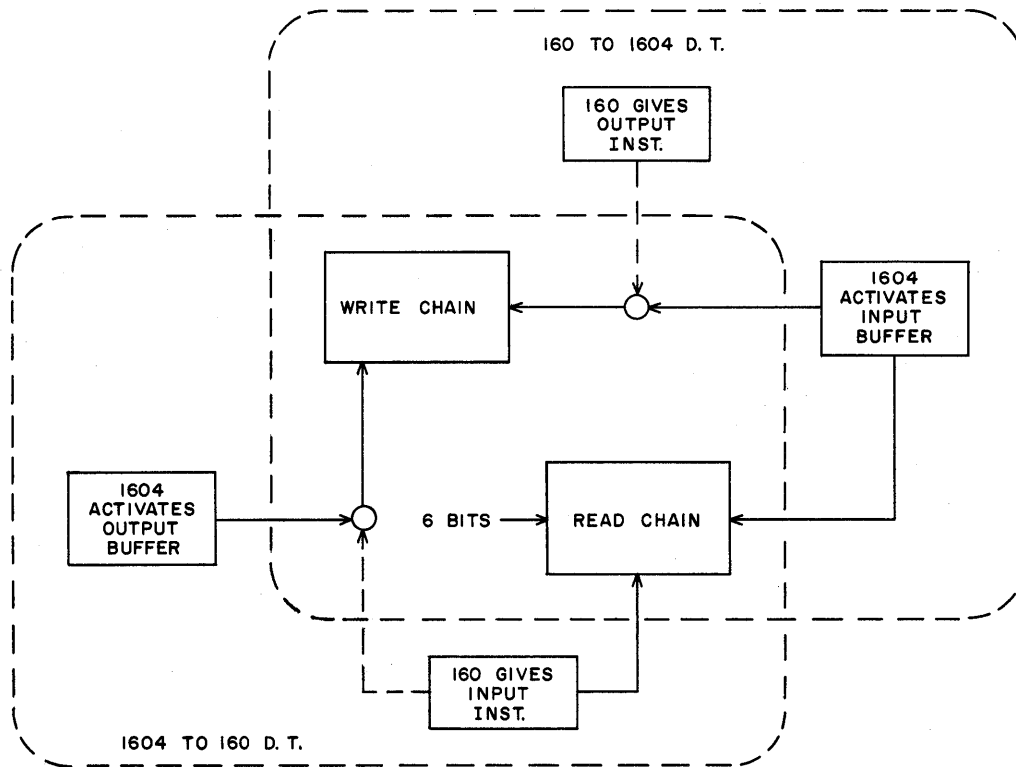 160 TO 1604 D. T.
160 GIVES
OUTPUT
INST.
1604
ACTIVATES
INPUT
BUFFER
WRITE CHAIN
1604
ACTIVATES
OUTPUT
BUFFER
6 BITS
READ CHAIN
160 GIVES
INPUT
INST.
1604 TO 160 D. T.